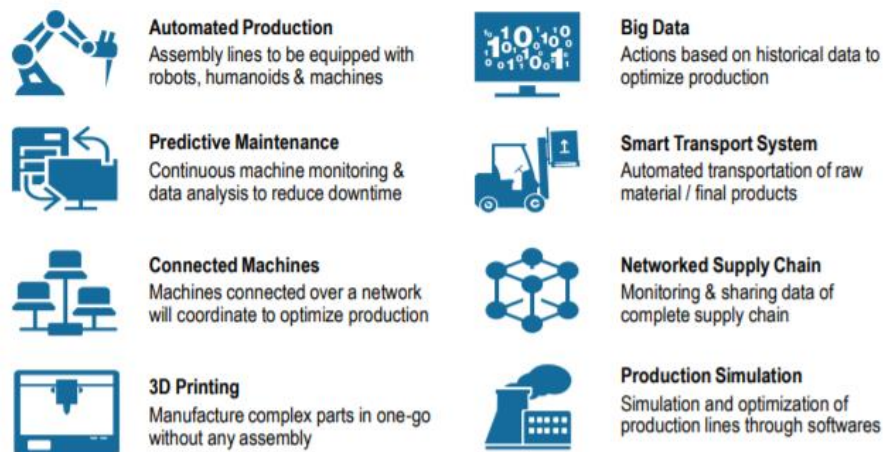 Automated Production
Assembly lines to be equipped with
robots, humanoids & machines
Predictive Maintenance
Continuous machine monitoring &
data analysis to reduce downtime
Connected Machines
Machines connected over a network
will coordinate to optimize production
3D Printing
Manufacture complex parts in one-go
without any assembly
Big Data
Actions based on historical data to
optimize production
Smart Transport System
Automated transportation of raw
material / final products
Networked Supply Chain
Monitoring & sharing data of
complete supply chain
Production Simulation
Simulation and optimization of
production lines through softwares